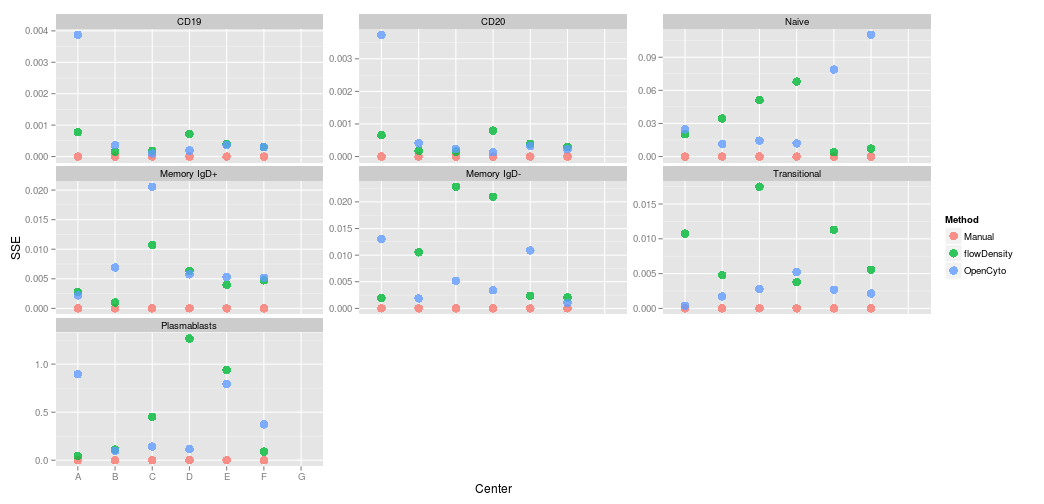 CD19
CD20
Naive
0.004
0.003
0.002
0.001
0.000
0.003
0.002
0.001
0.000
0.09
0.06
0.03
0.00
Memory IgD+
Memory IgD-
Transitional
0.020
0.015
0.010
0.005
0.000
0.020
0.015
0.010
0.005
0.000
0.015
0.010
0.005
0.000
SSE
Plasmablasts
1.0
0.5
0.0
A B C D E F G
Center
Method
Manual
flowDensity
OpenCyto